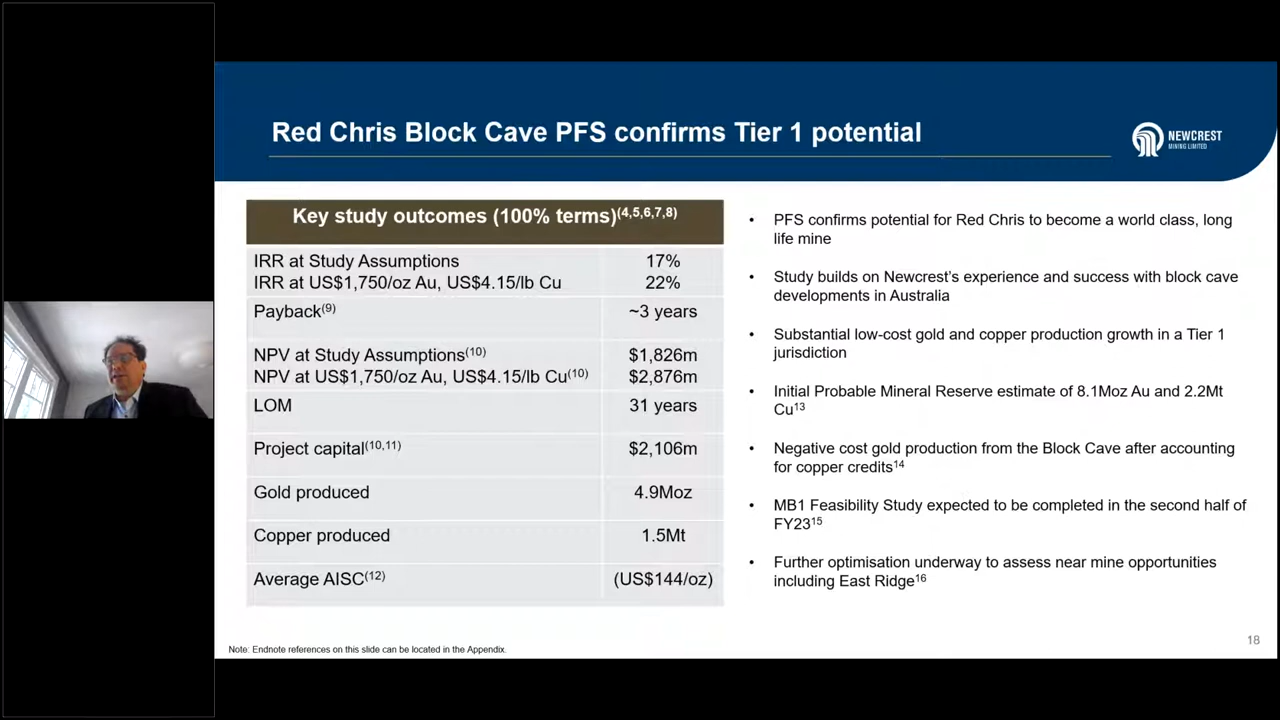 Red Chris Block Cave PFS confirms Tier 1 potential
NEWCREST
MINING LIMITED
Key study outcomes (100% terms)(4,5,6,7,8)
IRR at Study Assumptions 17%
IRR at US$1,750/oz Au, US$4.15/lb Cu 22%
Payback(9) ~3 years
NPV at Study Assumptions(10) $1,826m
NPV at US$1,750/oz Au, US$4.15/lb Cu(10) $2,876m
LOM 31 years
Project capital(10,11) $2,106m
Gold produced 4.9Moz
Copper produced 1.5Mt
Average AISC(12) (US$144/oz)
• PFS confirms potential for Red Chris to become a world class, long
life mine
• Study builds on Newcrest's experience and success with block cave
developments in Australia
• Substantial low-cost gold and copper production growth in a Tier 1
jurisdiction
• Initial Probable Mineral Reserve estimate of 8.1Moz Au and 2.2Mt
Cu13
• Negative cost gold production from the Block Cave after accounting
for copper credits14
• MB1 Feasibility Study expected to be completed in the second half of
FY2315
• Further optimisation underway to assess near mine opportunities
including East Ridge16
18
Note: Endnote references on this slide can be located in the Appendix.